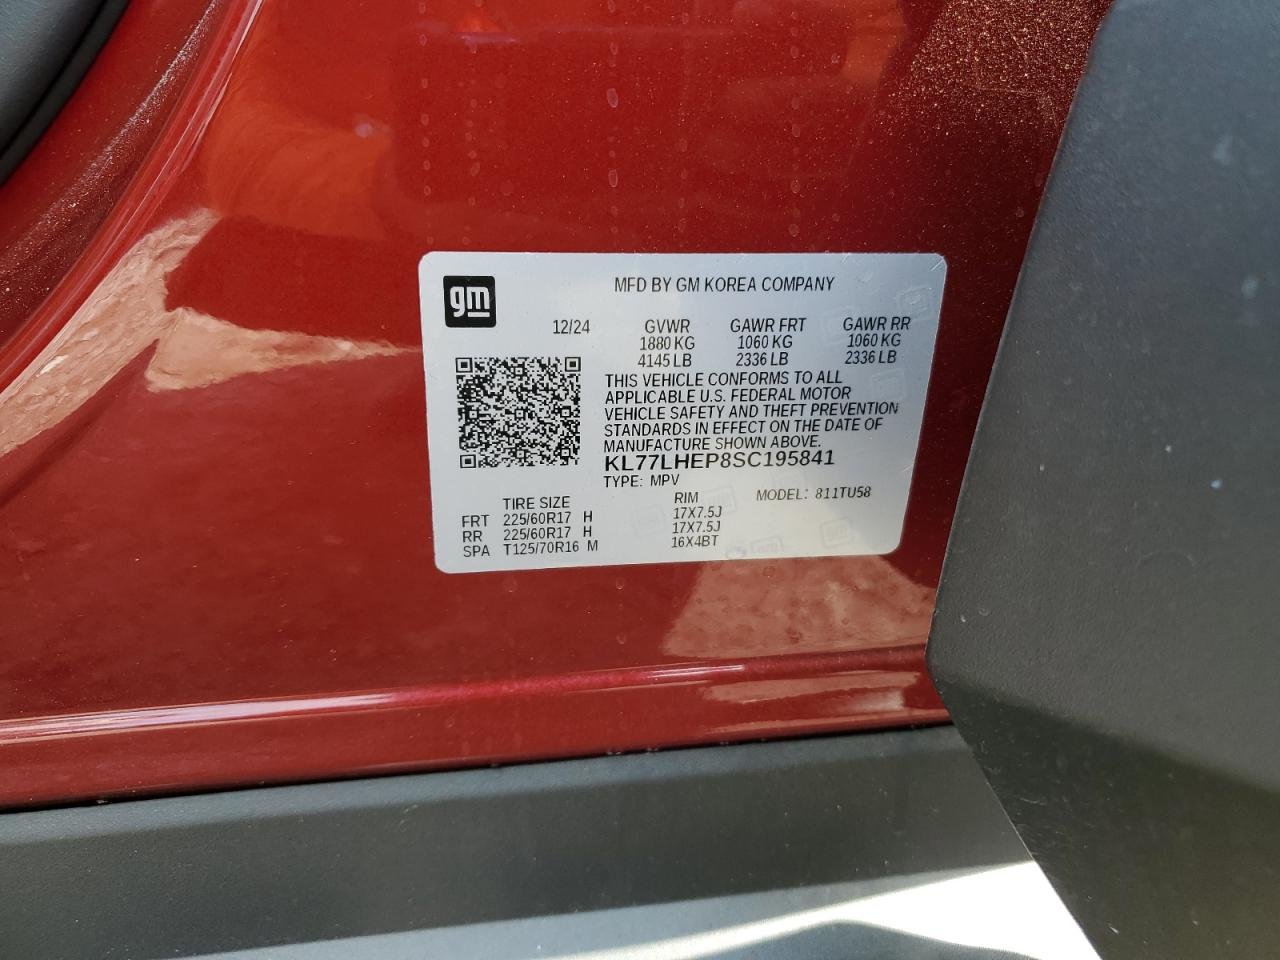 gm
MFD BY GM KOREA COMPANY
12/24 GVWR GAWR FRT GAWR RR
1880 KG 1060 KG 1060 KG
4145 LB 2336 LB 2336 LB
THIS VEHICLE CONFORMS TO ALL
APPLICABLE U.S. FEDERAL MOTOR
VEHICLE SAFETY AND THEFT PREVENTION
STANDARDS IN EFFECT ON THE DATE OF
MANUFACTURE SHOWN ABOVE.
KL77LHEP8SC195841
TYPE: MPV
TIRE SIZE RIM MODEL: 811TU58
FRT 225/60R17 H 17X7.5J
RR 225/60R17 H 17X7.5J
SPA T125/70R16 M 16X4BT